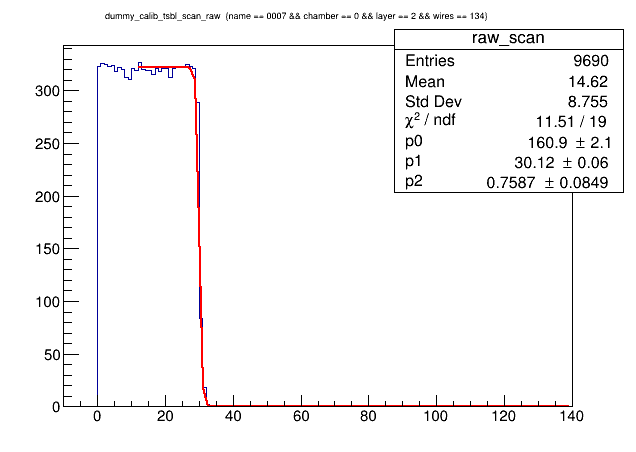 dummy_calib_tsbl_scan_raw (name == 0007 && chamber == 0 && layer == 2 && wires == 134)
raw_scan
Entries 9690
Mean 14.62
Std Dev 8.755
χ² / ndf 11.51 / 19
p0 160.9 ± 2.1
p1 30.12 ± 0.06
p2 0.7587 ± 0.0849
300
250
200
150
100
50
0
0 20 40 60 80 100 120 140